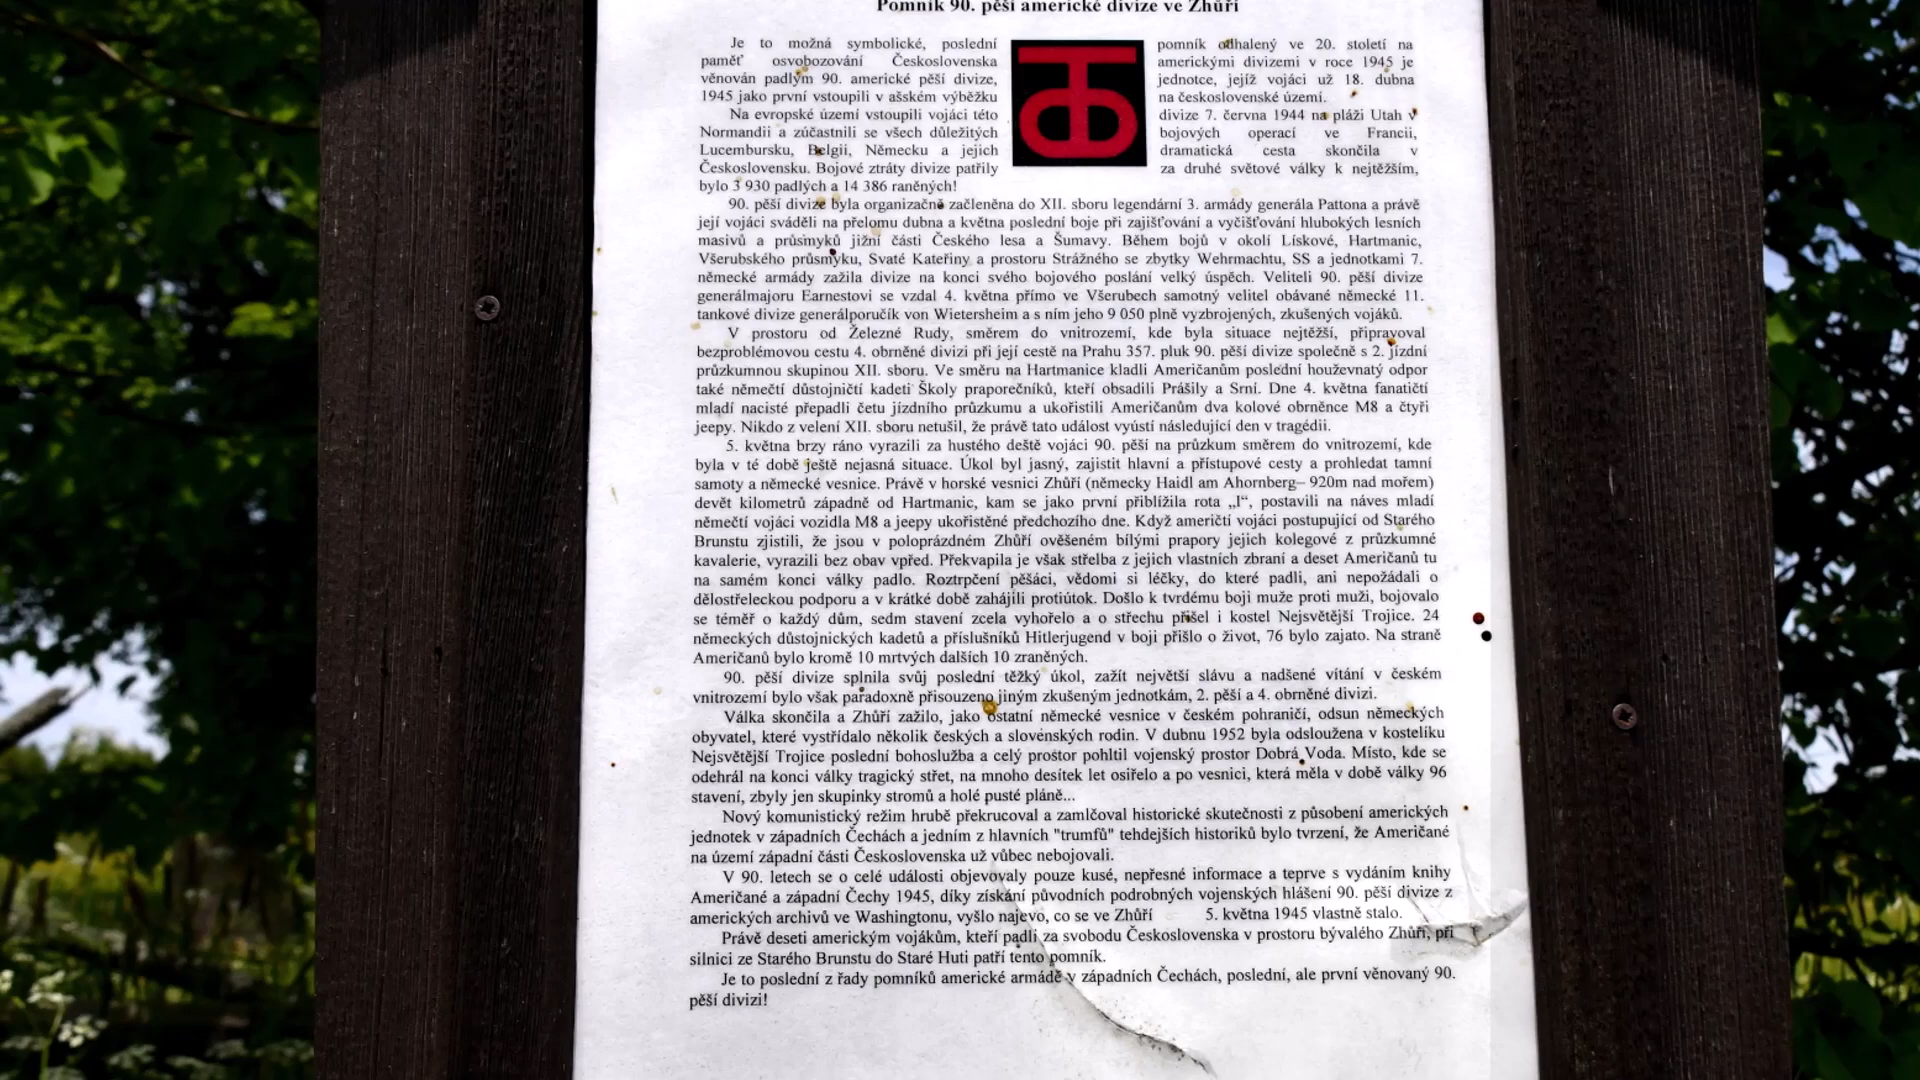 Pomník 90. pěší americké divize ve Zhůří
Je to možná symbolické, poslední pomník odhalený ve 20. století na
paměť osvobozování Československa americkými divizemi v roce 1945 je
věnován padlým 90. americké pěší divize, jednotce, jejíž vojáci už 18. dubna
1945 jako první vstoupili v ašském výběžku na československé území.
Na evropské území vstoupili vojáci této divize 7. června 1944 na pláži Utah v
Normandii a zúčastnili se všech důležitých bojových operací ve Francii,
Lucembursku, Belgii, Německu a jejich dramatická cesta skončila v
Československu. Bojové ztráty divize patřily za druhé světové války k nejtěžším,
bylo 3 930 padlých a 14 386 raněných!
90. pěší divize byla organizačně začleněna do XII. sboru legendární 3. armády generála Pattona a právě
její vojáci sváděli na přelomu dubna a května poslední boje při zajišťování a vyčišťování hlubokých lesních
masivů a průsmyků jižní části Českého lesa a Šumavy. Během bojů v okolí Lískové, Hartmanic,
Všerubského průsmyku, Svaté Kateřiny a prostoru Strážného se zbytky Wehrmachtu, SS a jednotkami 7.
německé armády zažila divize na konci svého bojového poslání velký úspěch. Veliteli 90. pěší divize
generálmajoru Earnestovi se vzdal 4. května přímo ve Všerubech samotný velitel obávané německé 11.
tankové divize generálporučík von Wietersheim a s ním jeho 9 050 plně vyzbrojených, zkušených vojáků.
V prostoru od Železné Rudy, směrem do vnitrozemí, kde byla situace nejtěžší, připravoval
bezproblémovou cestu 4. obrněné divizi při její cestě na Prahu 357. pluk 90. pěší divize společně s 2. jízdní
průzkumnou skupinou XII. sboru. Ve směru na Hartmanice kladli Američanům poslední houževnatý odpor
také němečtí důstojničtí kadeti Školy praporečníků, kteří obsadili Prášily a Srní. Dne 4. května fanatičtí
mladí nacisté přepadli četu jízdního průzkumu a ukořistili Američanům dva kolové obrněnce M8 a čtyři
jeepy. Nikdo z velení XII. sboru netušil, že právě tato událost vyústí následující den v tragédii.
5. května brzy ráno vyrazili za hustého deště vojáci 90. pěší na průzkum směrem do vnitrozemí, kde
byla v té době ještě nejasná situace. Úkol byl jasný, zajistit hlavní a přístupové cesty a prohledat tamní
samoty a německé vesnice. Právě v horské vesnici Zhůří (německy Haidl am Ahornberg– 920m nad mořem)
devět kilometrů západně od Hartmanic, kam se jako první přiblížila rota „I“, postavili na náves mladí
němečtí vojáci vozidla M8 a jeepy ukořistěné předchozího dne. Když američtí vojáci postupující od Starého
Brunstu zjistili, že jsou v poloprázdném Zhůří ověšeném bílými prapory jejich kolegové z průzkumné
kavalerie, vyrazili bez obav vpřed. Překvapila je však střelba z jejich vlastních zbraní a deset Američanů tu
na samém konci války padlo. Roztrpčení pěšáci, vědomi si léčky, do které padli, ani nepožádali o
dělostřeleckou podporu a v krátké době zahájili protiútok. Došlo k tvrdému boji muže proti muži, bojovalo
se téměř o každý dům, sedm stavení zcela vyhořelo a o střechu přišel i kostel Nejsvětější Trojice. 24
německých důstojnických kadetů a příslušníků Hitlerjugend v boji přišlo o život, 76 bylo zajato. Na straně
Američanů bylo kromě 10 mrtvých dalších 10 zraněných.
90. pěší divize splnila svůj poslední těžký úkol, zažít největší slávu a nadšené vítání v českém
vnitrozemí bylo však paradoxně přisouzeno jiným zkušeným jednotkám, 2. pěší a 4. obrněné divizi.
Válka skončila a Zhůří zažilo, jako ostatní německé vesnice v českém pohraničí, odsun německých
obyvatel, které vystřídalo několik českých a slovenských rodin. V dubnu 1952 byla odsloužena v kostelíku
Nejsvětější Trojice poslední bohoslužba a celý prostor pohltil vojenský prostor Dobrá Voda. Místo, kde se
odehrál na konci války tragický střet, na mnoho desítek let osiřelo a po vesnici, která měla v době války 96
stavení, zbyly jen skupinky stromů a holé pusté pláně...
Nový komunistický režim hrubě překrucoval a zamlčoval historické skutečnosti z působení amerických
jednotek v západních Čechách a jedním z hlavních "trumfů" tehdejších historiků bylo tvrzení, že Američané
na území západní části Československa už vůbec nebojovali.
V 90. letech se o celé události objevovaly pouze kusé, nepřesné informace a teprve s vydáním knihy
Američané a západní Čechy 1945, díky získání původních podrobných vojenských hlášení 90. pěší divize z
amerických archivů ve Washingtonu, vyšlo najevo, co se ve Zhůří 5. května 1945 vlastně stalo.
Právě deseti americkým vojákům, kteří padli za svobodu Československa v prostoru bývalého Zhůří, při
silnici ze Starého Brunstu do Staré Huti patří tento pomník.
Je to poslední z řady pomníků americké armádě v západních Čechách, poslední, ale první věnovaný 90.
pěší divizi!